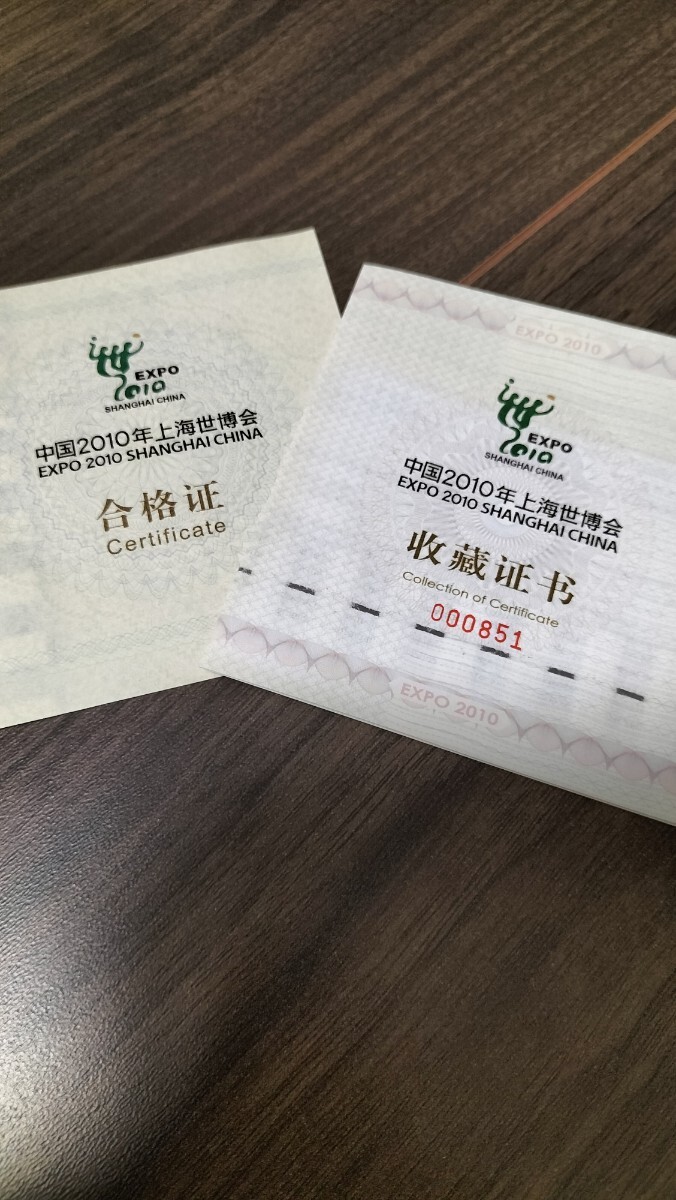 EXPO
2010
SHANGHAI CHINA
中国2010年上海世博会
EXPO 2010 SHANGHAI CHINA
合格证
Certificate
EXPO 2010
EXPO
2010
SHANGHAI CHINA
中国2010年上海世博会
EXPO 2010 SHANGHAI CHINA
收藏证书
Collection of Certificate
000851
EXPO 2010